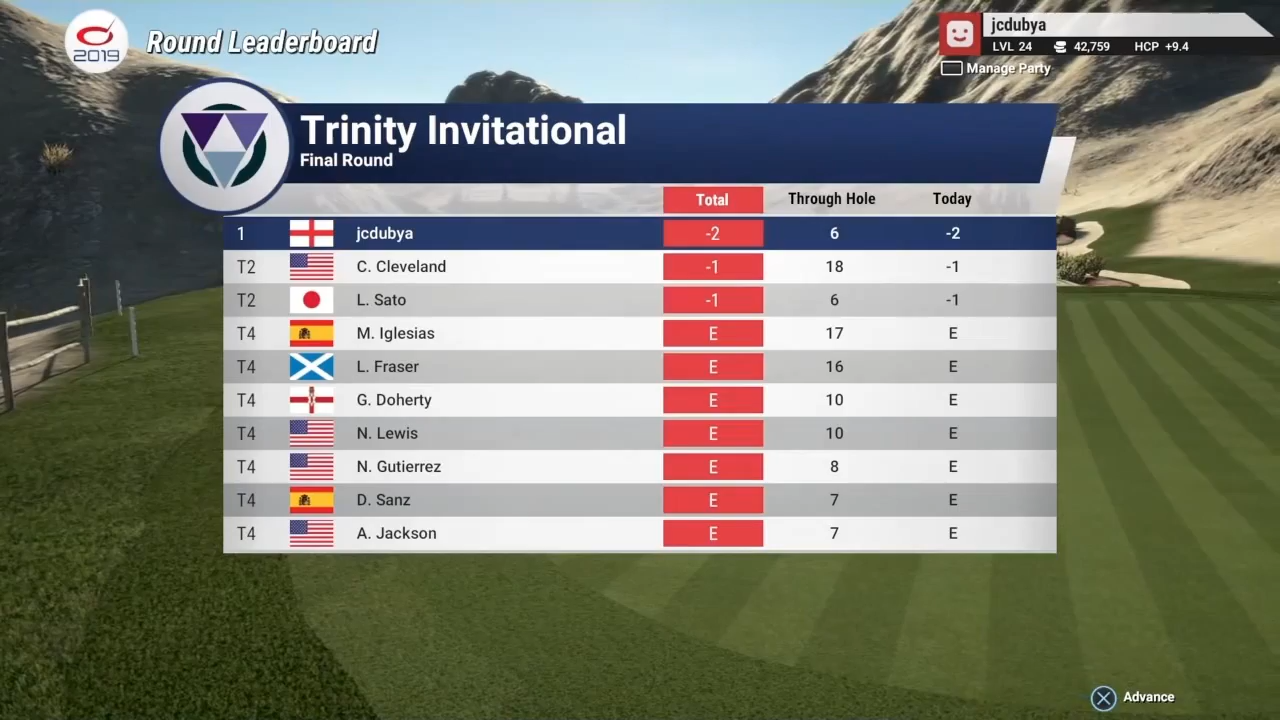 2019
Round Leaderboard
jcdubya
LVL 24 42,759 HCP +9.4
Manage Party
Trinity Invitational
Final Round
Total Through Hole Today
1 jcdubya -2 6 -2
T2 C. Cleveland -1 18 -1
T2 L. Sato -1 6 -1
T4 M. Iglesias E 17 E
T4 L. Fraser E 16 E
T4 G. Doherty E 10 E
T4 N. Lewis E 10 E
T4 N. Gutierrez E 8 E
T4 D. Sanz E 7 E
T4 A. Jackson E 7 E
Advance